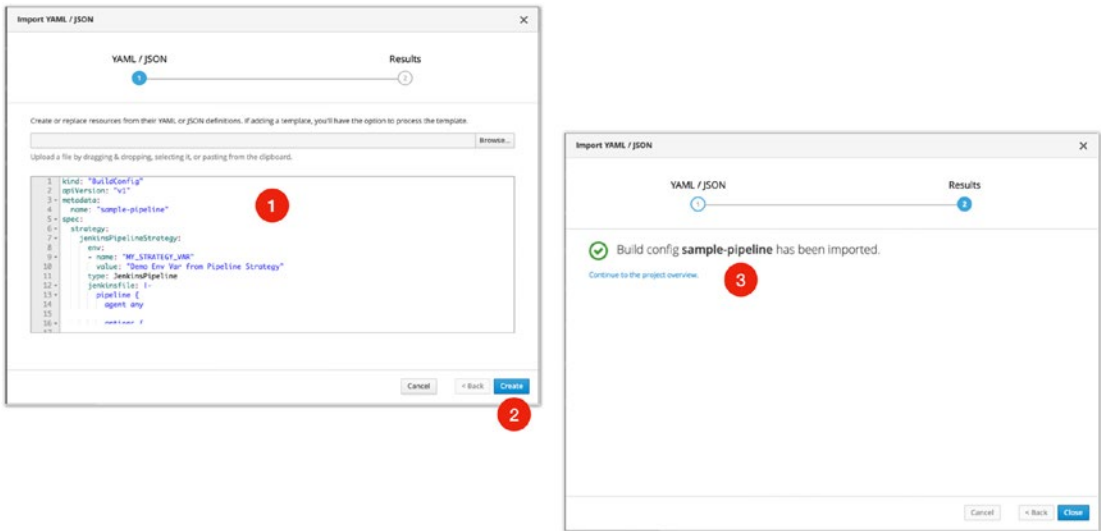 Import YAML / JSON
YAML / JSON
Results
1
2
Create or replace resources from their YAML or JSON definitions. If adding a template, you'll have the option to process the template.
Browse...
Upload a file by dragging & dropping, selecting it, or pasting from the clipboard.
1 kind: "BuildConfig"
2 apiVersion: "v1"
3 metadata:
4 name: "sample-pipeline"
5 spec:
6 strategy:
7 jenkinsPipelineStrategy:
8 env:
9 - name: "MY_STRATEGY_VAR"
10 value: "Demo Env Var from Pipeline Strategy"
11 type: JenkinsPipeline
12 jenkinsfile: |-
13 pipeline {
14 agent any
15
16 options {
17
1
Cancel
< Back
Create
2
Import YAML / JSON
YAML / JSON
Results
1
2
Build config sample-pipeline has been imported.
Continue to the project overview.
3
Cancel
< Back
Close